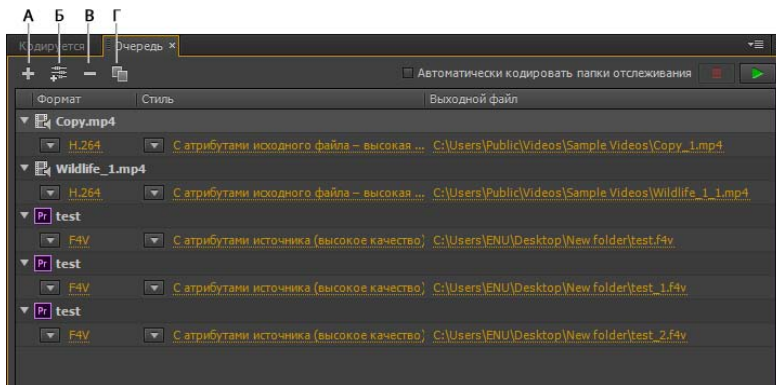 А Б В Г
Кодируется Очередь ×
Автоматически кодировать папки отслеживания
Формат Стиль Выходной файл
Copy.mp4
H.264 С атрибутами исходного файла – высокая ... C:\Users\Public\Videos\Sample Videos\Copy_1.mp4
Wildlife_1.mp4
H.264 С атрибутами исходного файла – высокая ... C:\Users\Public\Videos\Sample Videos\Wildlife_1_1.mp4
Pr test
F4V С атрибутами источника (высокое качество) C:\Users\ENU\Desktop\New folder\test.f4v
Pr test
F4V С атрибутами источника (высокое качество) C:\Users\ENU\Desktop\New folder\test_1.f4v
Pr test
F4V С атрибутами источника (высокое качество) C:\Users\ENU\Desktop\New folder\test_2.f4v